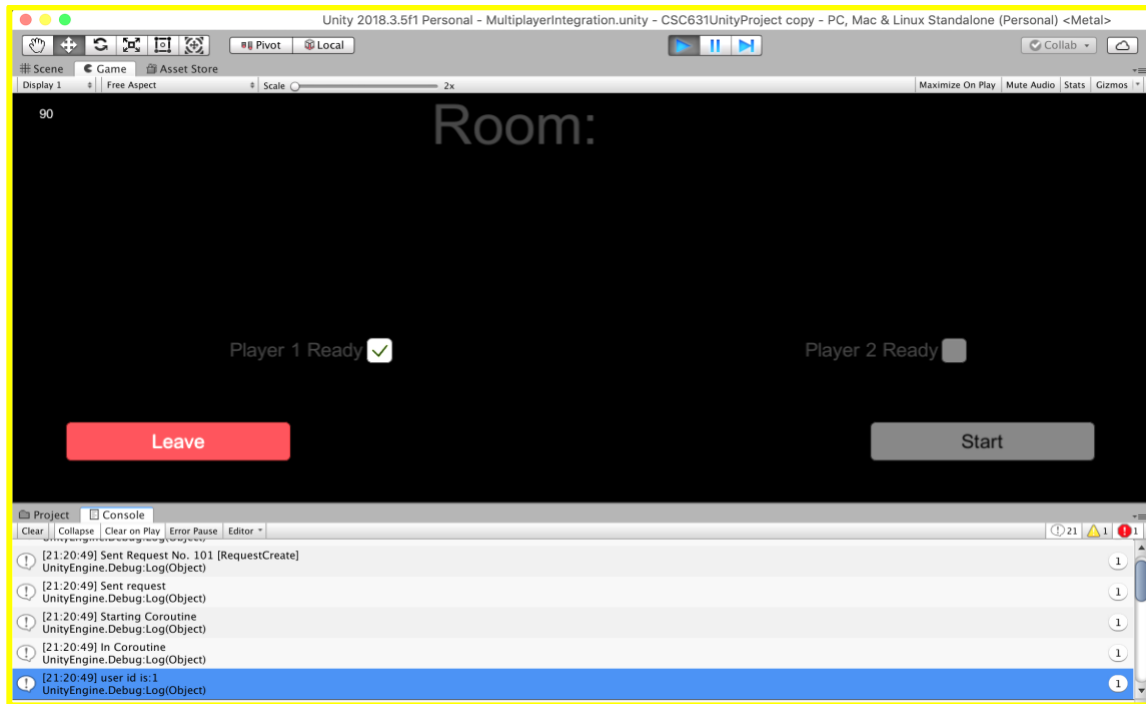 Unity 2018.3.5f1 Personal - MultiplayerIntegration.unity - CSC631UnityProject copy - PC, Mac & Linux Standalone (Personal) <Metal>
Pivot Local Collab
Scene Game Asset Store
Display 1 Free Aspect Scale 2x Maximize On Play Mute Audio Stats Gizmos
90
Room:
Player 1 Ready Player 2 Ready
Leave Start
Project Console
Clear Collapse Clear on Play Error Pause Editor 21 1 1
[21:20:49] Sent Request No. 101 [RequestCreate]
UnityEngine.Debug:Log(Object)
1
[21:20:49] Sent request
UnityEngine.Debug:Log(Object)
1
[21:20:49] Starting Coroutine
UnityEngine.Debug:Log(Object)
1
[21:20:49] In Coroutine
UnityEngine.Debug:Log(Object)
1
[21:20:49] user id is:1
UnityEngine.Debug:Log(Object)
1